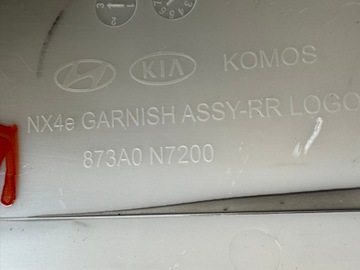 KIA KOMOS
NX4e GARNISH ASSY-RR LOGO
873A0 N7200